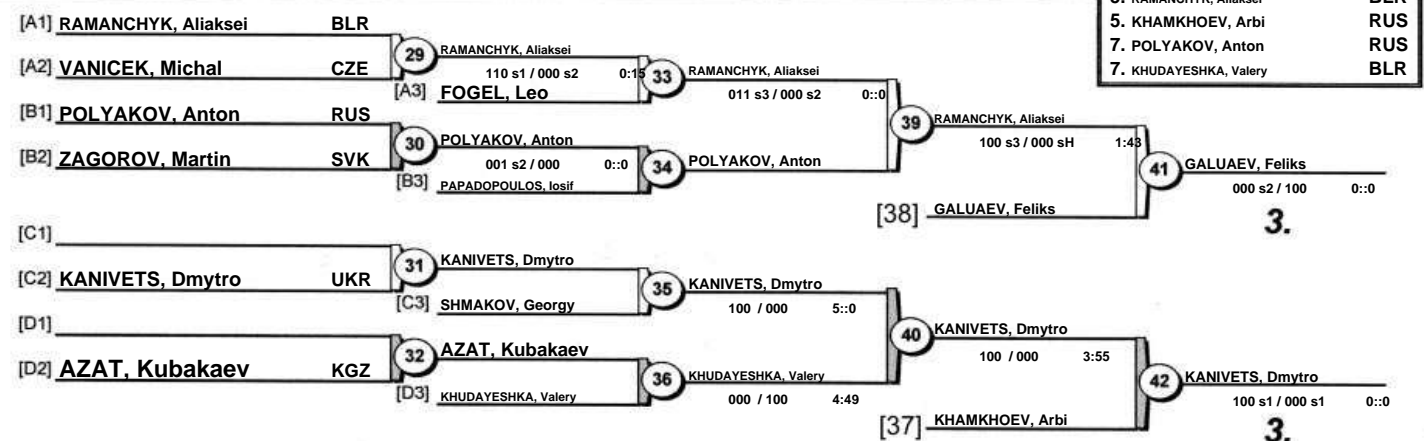 5. RAMANCHYK, Aliaksei BLR
5. KHAMKHOEV, Arbi RUS
7. POLYAKOV, Anton RUS
7. KHUDAYESHKA, Valery BLR
[A1] RAMANCHYK, Aliaksei BLR
[A2] VANICEK, Michal CZE
29
RAMANCHYK, Aliaksei
110 s1 / 000 s2 0:15
[A3] FOGEL, Leo
33
RAMANCHYK, Aliaksei
011 s3 / 000 s2 0::0
[B1] POLYAKOV, Anton RUS
[B2] ZAGOROV, Martin SVK
30
POLYAKOV, Anton
001 s2 / 000 0::0
[B3] PAPADOPOULOS, Iosif
34
POLYAKOV, Anton
39
RAMANCHYK, Aliaksei
100 s3 / 000 sH 1:43
[38] GALUAEV, Feliks
41
GALUAEV, Feliks
000 s2 / 100 0::0
3.
[C1]
[C2] KANIVETS, Dmytro UKR
31
KANIVETS, Dmytro
[C3] SHMAKOV, Georgy
35
KANIVETS, Dmytro
100 / 000 5::0
[D1]
[D2] AZAT, Kubakaev KGZ
32
AZAT, Kubakaev
[D3] KHUDAYESHKA, Valery
36
KHUDAYESHKA, Valery
000 / 100 4:49
40
KANIVETS, Dmytro
100 / 000 3:55
[37] KHAMKHOEV, Arbi
42
KANIVETS, Dmytro
100 s1 / 000 s1 0::0
3.